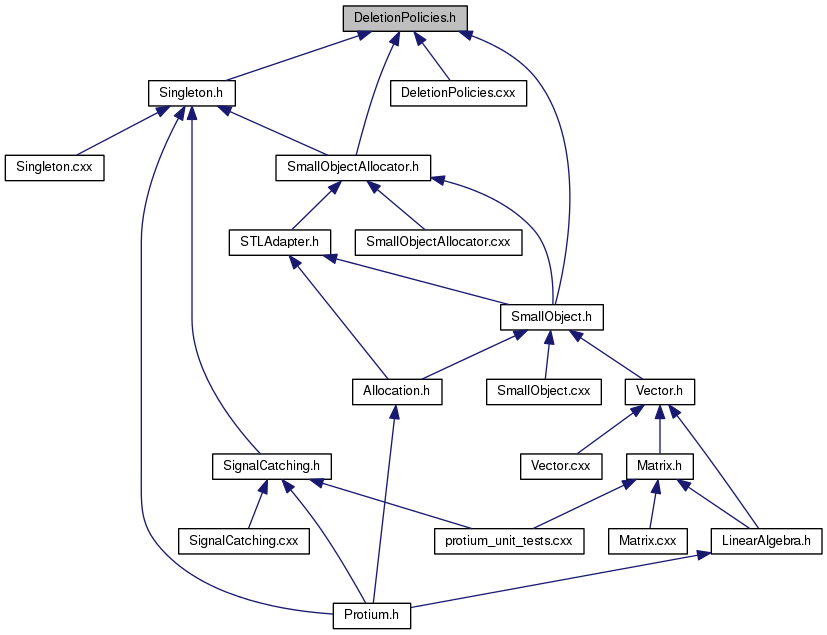 DeletionPolicies.h
Singleton.h
DeletionPolicies.cxx
Singleton.cxx
SmallObjectAllocator.h
STLAdapter.h
SmallObjectAllocator.cxx
SmallObject.h
Allocation.h
SmallObject.cxx
Vector.h
SignalCatching.h
Vector.cxx
Matrix.h
SignalCatching.cxx
protium_unit_tests.cxx
Matrix.cxx
LinearAlgebra.h
Protium.h